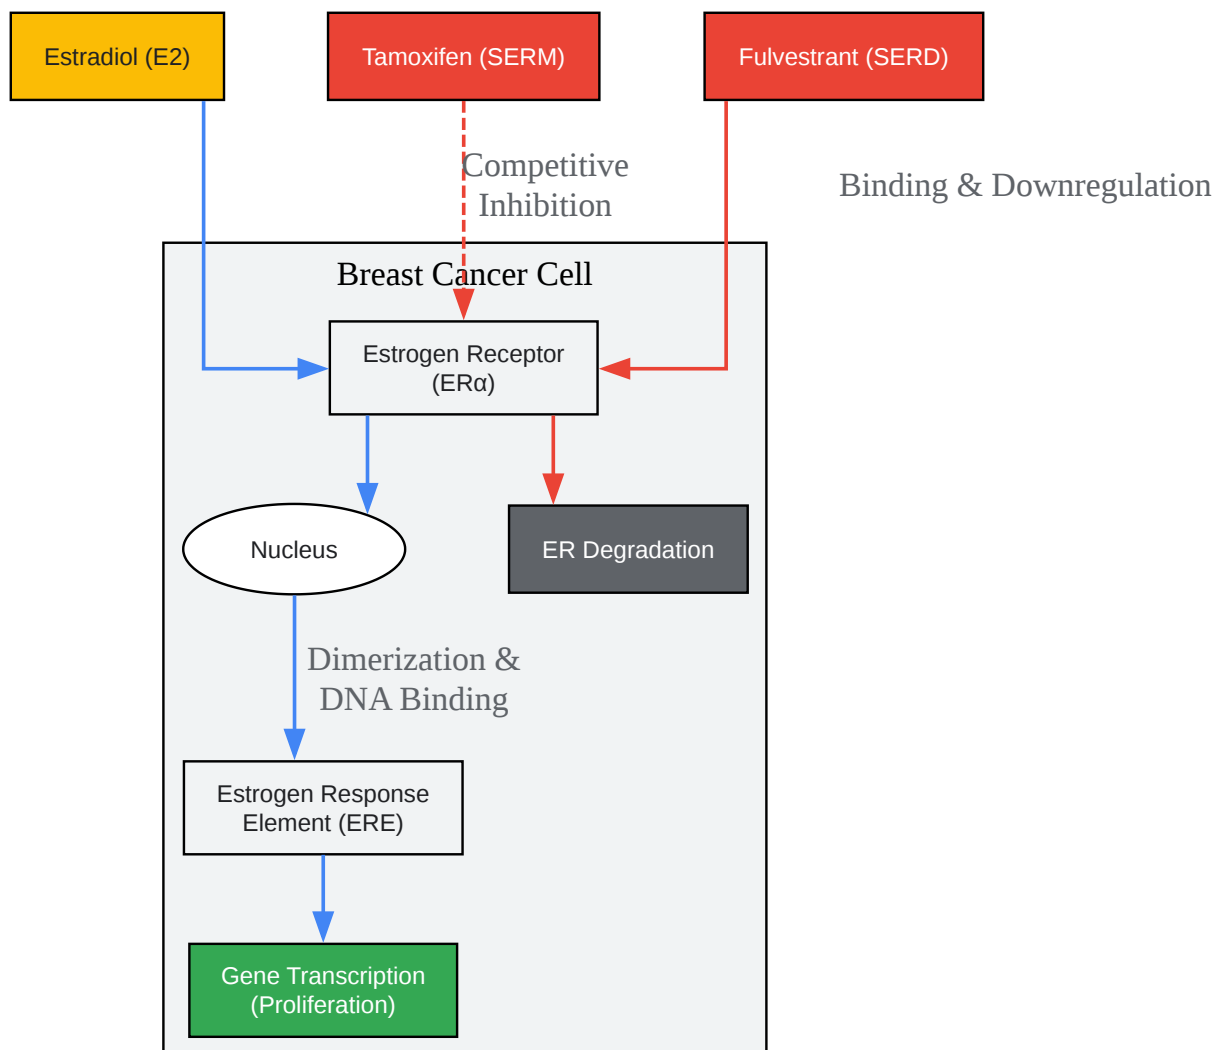 Estradiol (E2)
Tamoxifen (SERM)
Fulvestrant (SERD)
Competitive
Inhibition
Binding & Downregulation
Breast Cancer Cell
Estrogen Receptor
(ERα)
Nucleus
ER Degradation
Dimerization &
DNA Binding
Estrogen Response
Element (ERE)
Gene Transcription
(Proliferation)